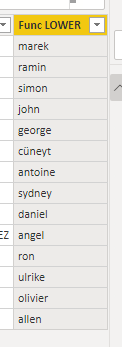 Func LOWER
marek
ramin
simon
john
george
cüneyt
antoine
sydney
daniel
EZ angel
ron
ulrike
olivier
allen